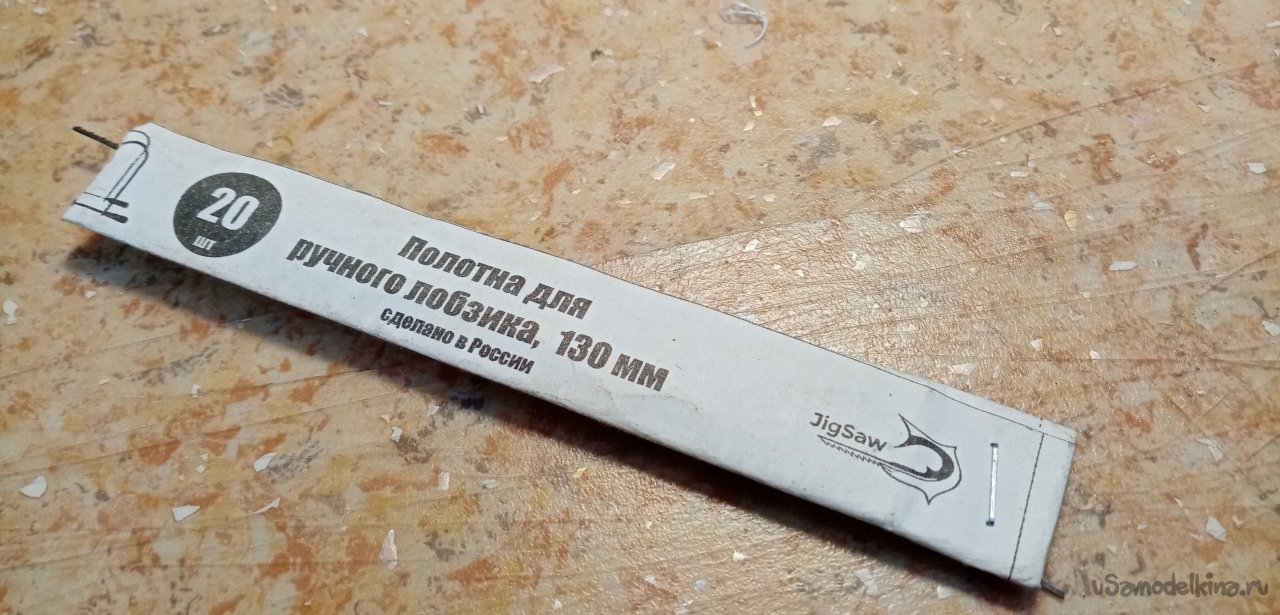 20
шт
Полотна для
ручного лобзика, 130 мм
сделано в России
JigSaw
uSamodelkina.ru